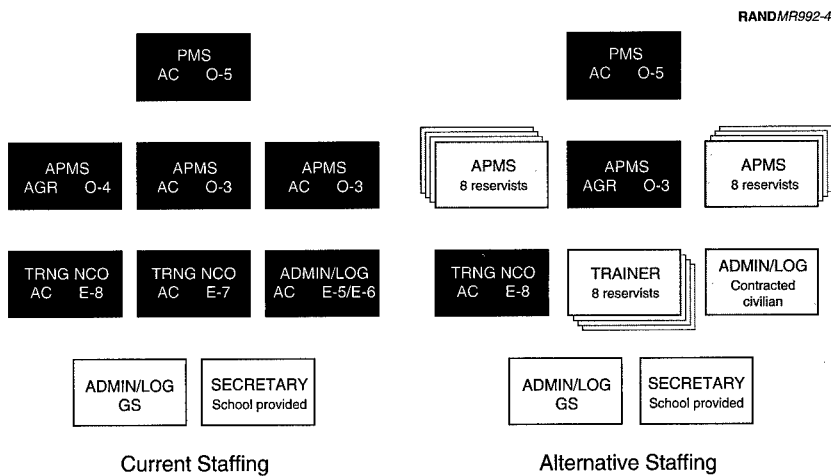 RANDMR992-4
PMS
AC O-5
APMS
AGR O-4
APMS
AC O-3
APMS
AC O-3
TRNG NCO
AC E-8
TRNG NCO
AC E-7
ADMIN/LOG
AC E-5/E-6
ADMIN/LOG
GS
SECRETARY
School provided
Current Staffing
PMS
AC O-5
APMS
8 reservists
APMS
AGR O-3
APMS
8 reservists
TRNG NCO
AC E-8
TRAINER
8 reservists
ADMIN/LOG
Contracted
civilian
ADMIN/LOG
GS
SECRETARY
School provided
Alternative Staffing